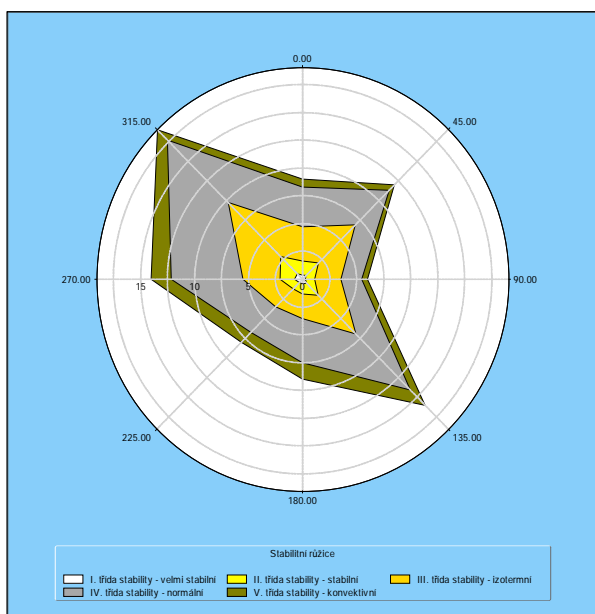 0.00
315.00
45.00
270.00
15
10
5
0
90.00
225.00
135.00
180.00
Stabilitní růžice
I. třída stability - velmi stabilní
II. třída stability - stabilní
III. třída stability - izotermní
IV. třída stability - normální
V. třída stability - konvektivní